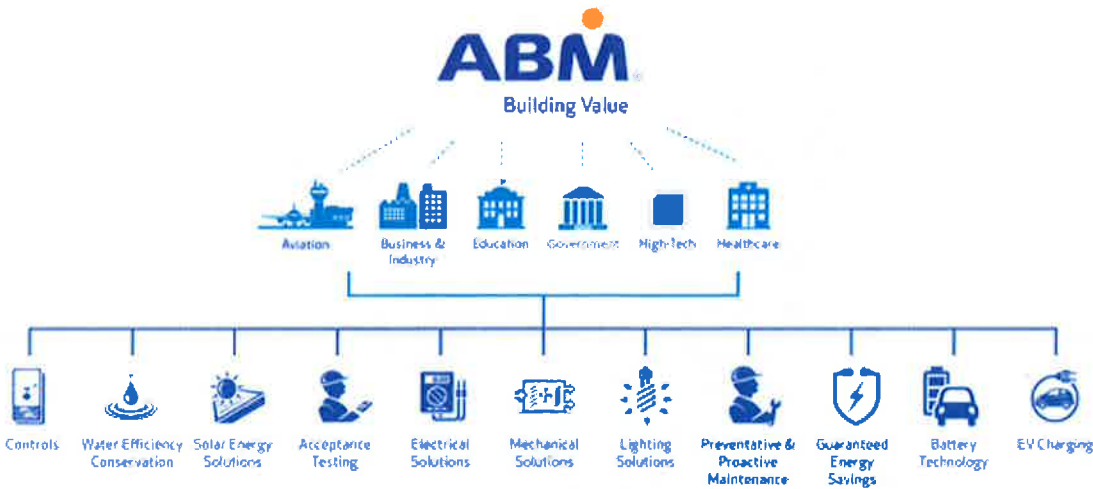 ABM
Building Value
Aviation
Business &
Industry
Education
Government
High-Tech
Healthcare
Controls
Water Efficiency
Conservation
Solar Energy
Solutions
Acceptance
Testing
Electrical
Solutions
Mechanical
Solutions
Lighting
Solutions
Preventative &
Proactive
Maintenance
Guaranteed
Energy
Savings
Battery
Technology
EV Charging